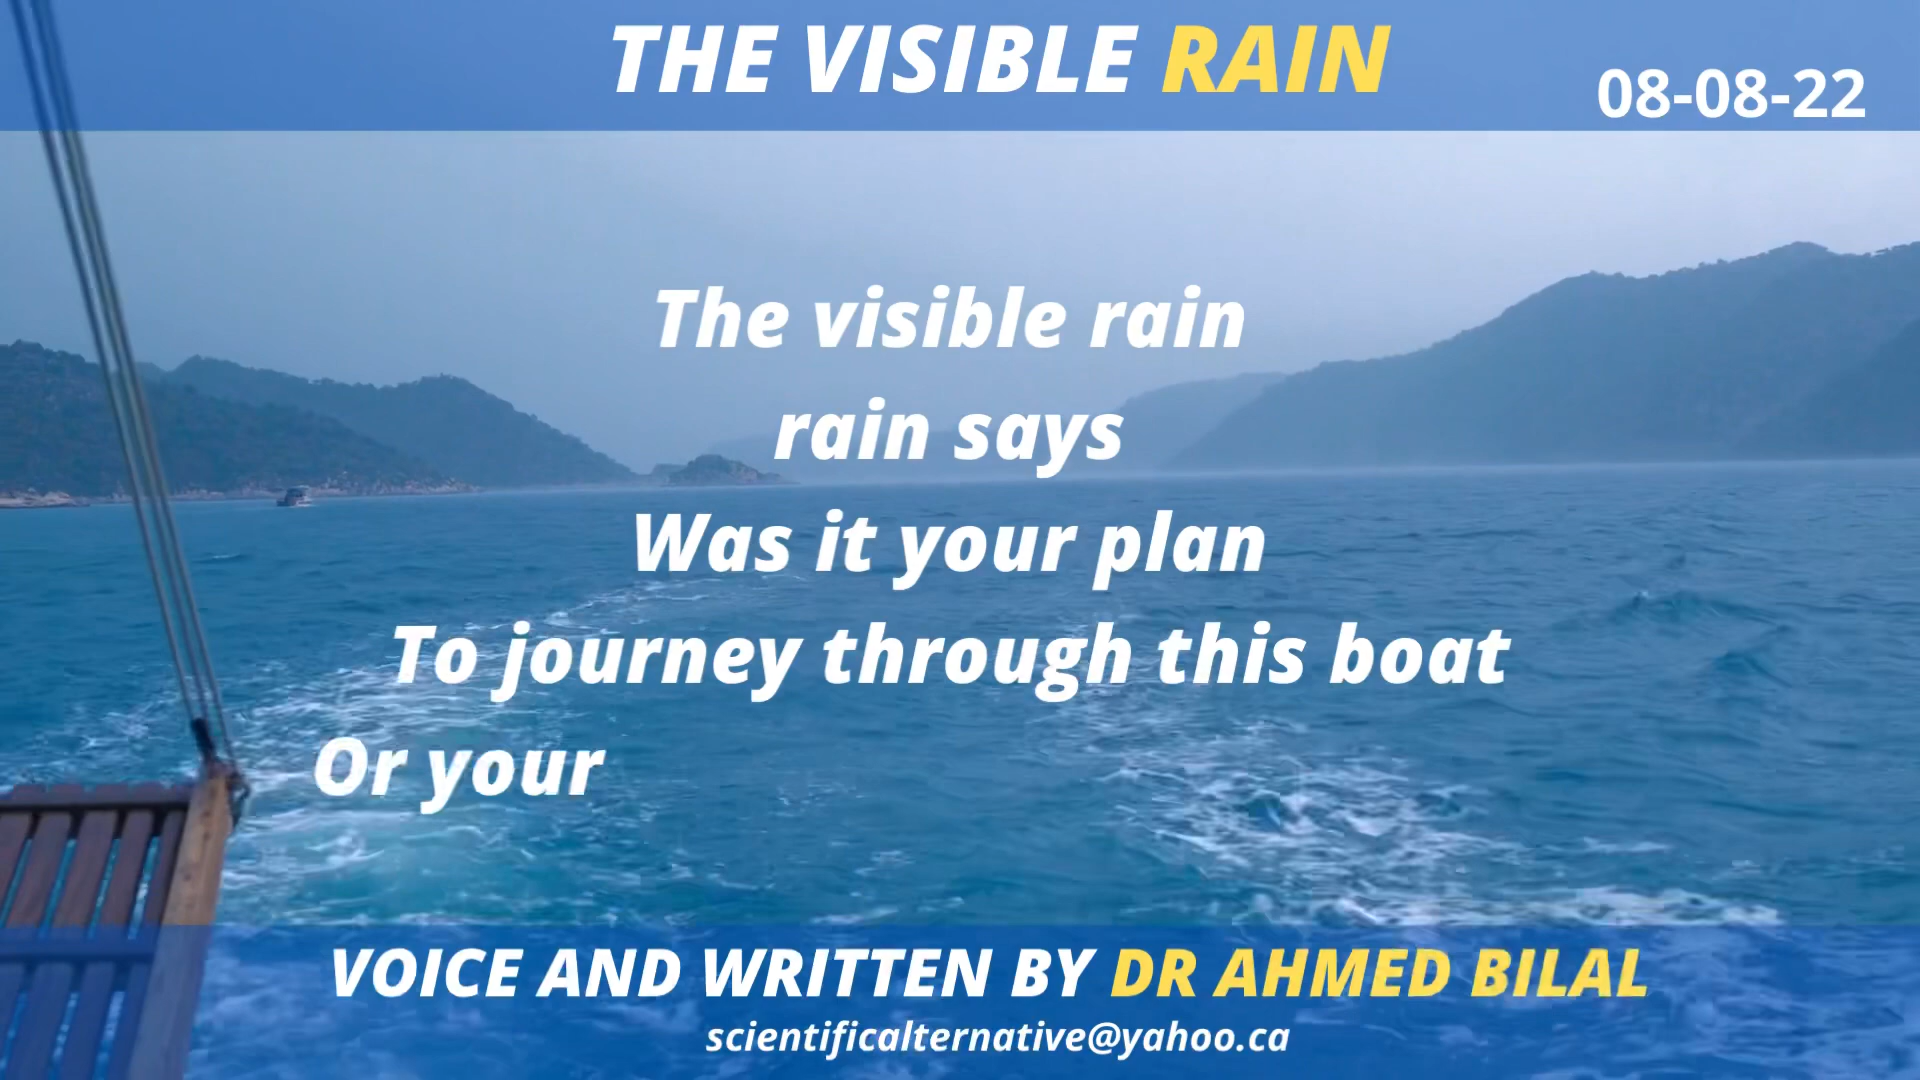 THE VISIBLE RAIN
08-08-22
The visible rain
rain says
Was it your plan
To journey through this boat
Or your
VOICE AND WRITTEN BY DR AHMED BILAL
scientificalternative@yahoo.ca